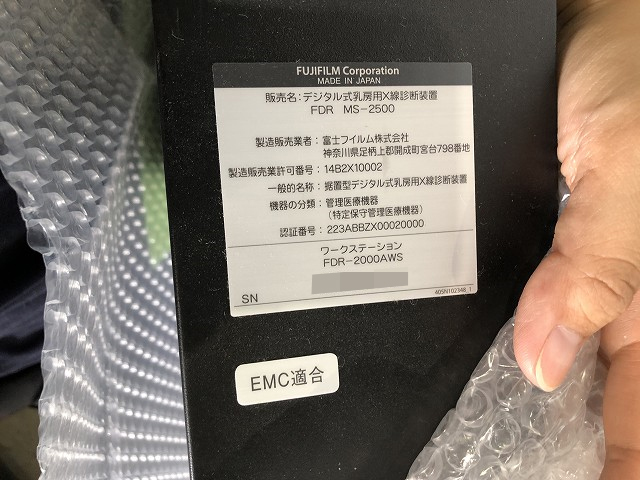 FUJIFILM Corporation
MADE IN JAPAN
販売名：デジタル式乳房用X線診断装置
FDR MS-2500
製造販売業者：富士フイルム株式会社
神奈川県足柄上郡開成町宮台798番地
製造販売業許可番号：14B2X10002
一般的名称：据置型デジタル式乳房用X線診断装置
機器の分類：管理医療機器
（特定保守管理医療機器）
認証番号：223ABBZX00020000
ワークステーション
FDR-2000AWS
SN
405N102348_1
EMC適合